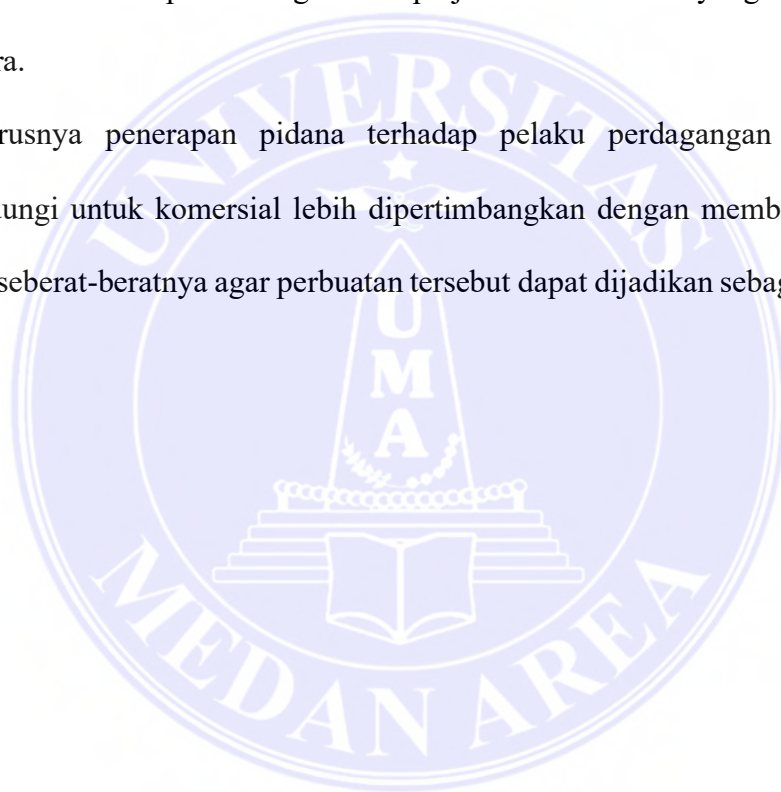 ra.
rusnya penerapan pidana terhadap pelaku perdagangan
ungi untuk komersial lebih dipertimbangkan dengan memb
seberat-beratnya agar perbuatan tersebut dapat dijadikan sebag
UNIVERSITAS
UMA
MEDAN AREA